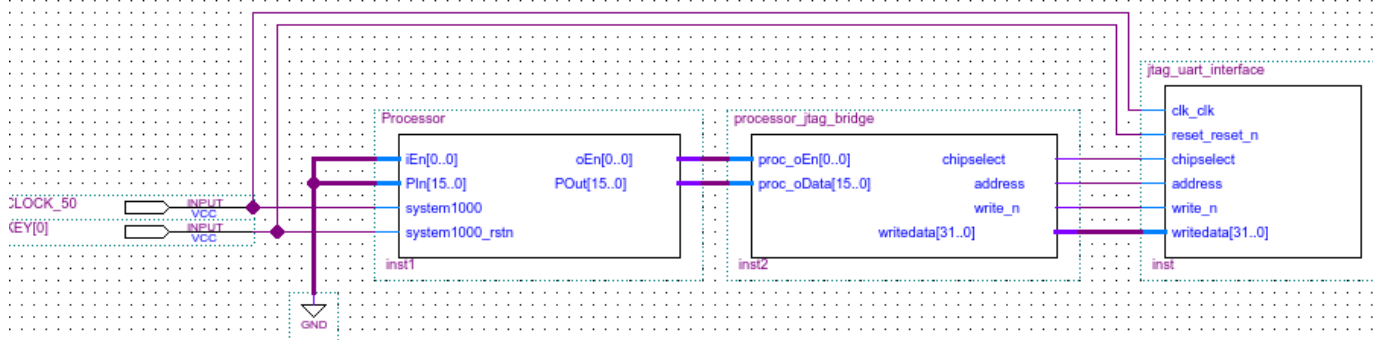 jtag_uart_interface
clk_clk
reset_reset_n
chipselect
address
write_n
writedata[31..0]
inst
Processor
iEn[0..0]
PIn[15..0]
system1000
system1000_rstn
oEn[0..0]
POut[15..0]
inst1
processor_jtag_bridge
proc_oEn[0..0]
proc_oData[15..0]
chipselect
address
write_n
writedata[31..0]
inst2
CLOCK_50
INPUT
VCC
KEY[0]
INPUT
VCC
GND